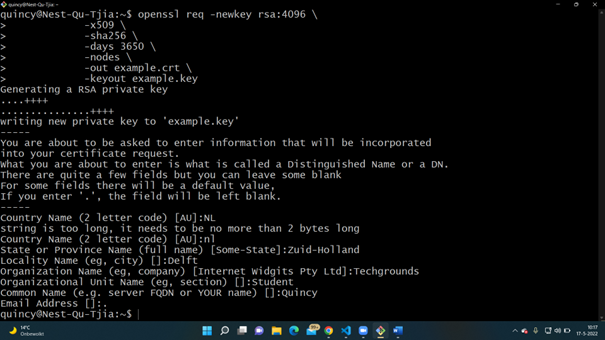 quincy@Nest-Qu-Tjia: ~
quincy@Nest-Qu-Tjia:~$ openssl req -newkey rsa:4096 \
> -x509 \
> -sha256 \
> -days 3650 \
> -nodes \
> -out example.crt \
> -keyout example.key
Generating a RSA private key
....++++
...............++++
writing new private key to 'example.key'
-----
You are about to be asked to enter information that will be incorporated
into your certificate request.
What you are about to enter is what is called a Distinguished Name or a DN.
There are quite a few fields but you can leave some blank
For some fields there will be a default value,
If you enter '.', the field will be left blank.
-----
Country Name (2 letter code) [AU]:NL
string is too long, it needs to be no more than 2 bytes long
Country Name (2 letter code) [AU]:nl
State or Province Name (full name) [Some-State]:Zuid-Holland
Locality Name (eg, city) []:Delft
Organization Name (eg, company) [Internet Widgits Pty Ltd]:Techgrounds
Organizational Unit Name (eg, section) []:Student
Common Name (e.g. server FQDN or YOUR name) []:Quincy
Email Address []:.
quincy@Nest-Qu-Tjia:~$
14°C
Onbewolkt
99+
10:17
17-5-2022